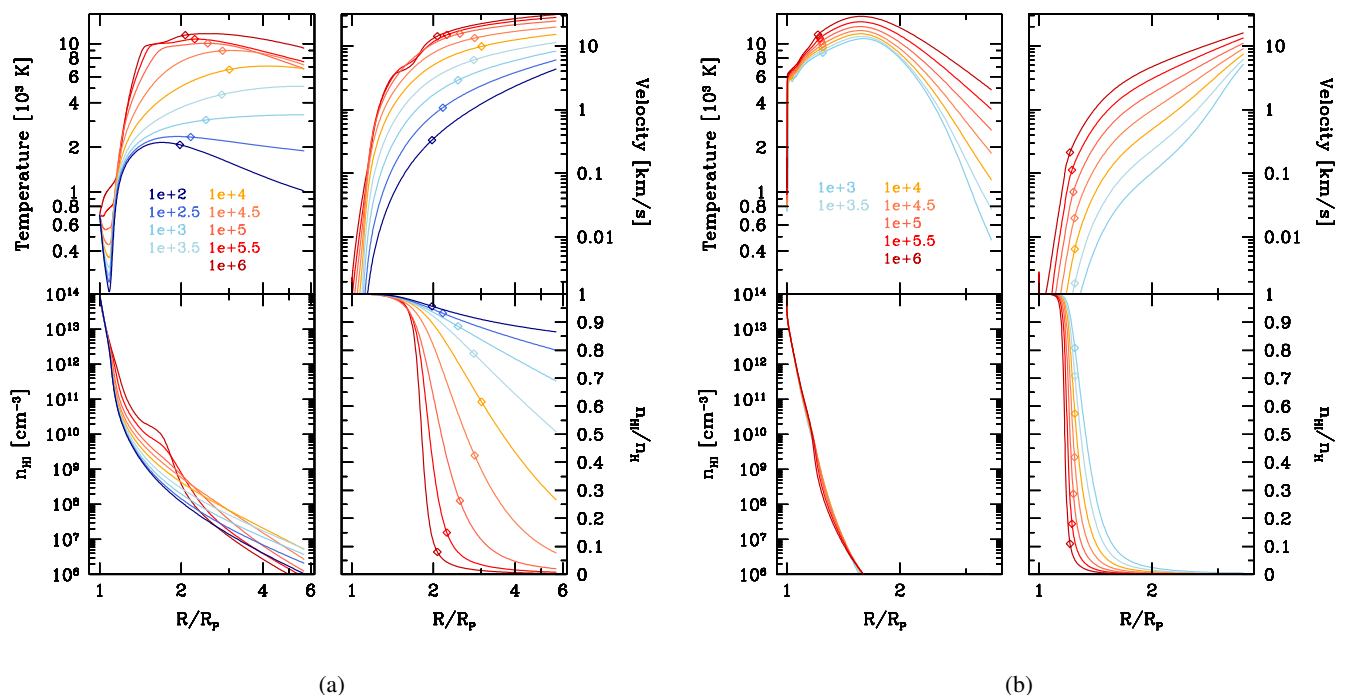 10
8
6
4
2
1
0.8
0.6
0.4
Temperature [10³ K]
1e+2 1e+4
1e+2.5 1e+4.5
1e+3 1e+5
1e+3.5 1e+5.5
1e+6
10
1
0.1
0.01
Velocity [km/s]
10¹⁴
10¹³
10¹²
10¹¹
10¹⁰
10⁹
10⁸
10⁷
10⁶
n_HI [cm⁻³]
1
0.9
0.8
0.7
0.6
0.5
0.4
0.3
0.2
0.1
0
n_HI/n_H
1 2 4 6
R/R_P
1 2 4 6
R/R_P
(a)
10
8
6
4
2
1
0.8
0.6
0.4
Temperature [10³ K]
1e+3 1e+4
1e+3.5 1e+4.5
1e+5
1e+5.5
1e+6
10
1
0.1
0.01
Velocity [km/s]
10¹⁴
10¹³
10¹²
10¹¹
10¹⁰
10⁹
10⁸
10⁷
10⁶
n_HI [cm⁻³]
1
0.9
0.8
0.7
0.6
0.5
0.4
0.3
0.2
0.1
0
n_HI/n_H
1 2
R/R_P
1 2
R/R_P
(b)